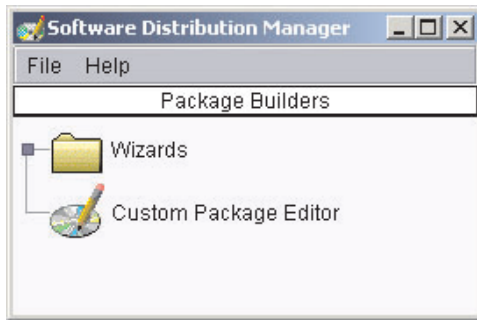 Software Distribution Manager
File Help
Package Builders
Wizards
Custom Package Editor